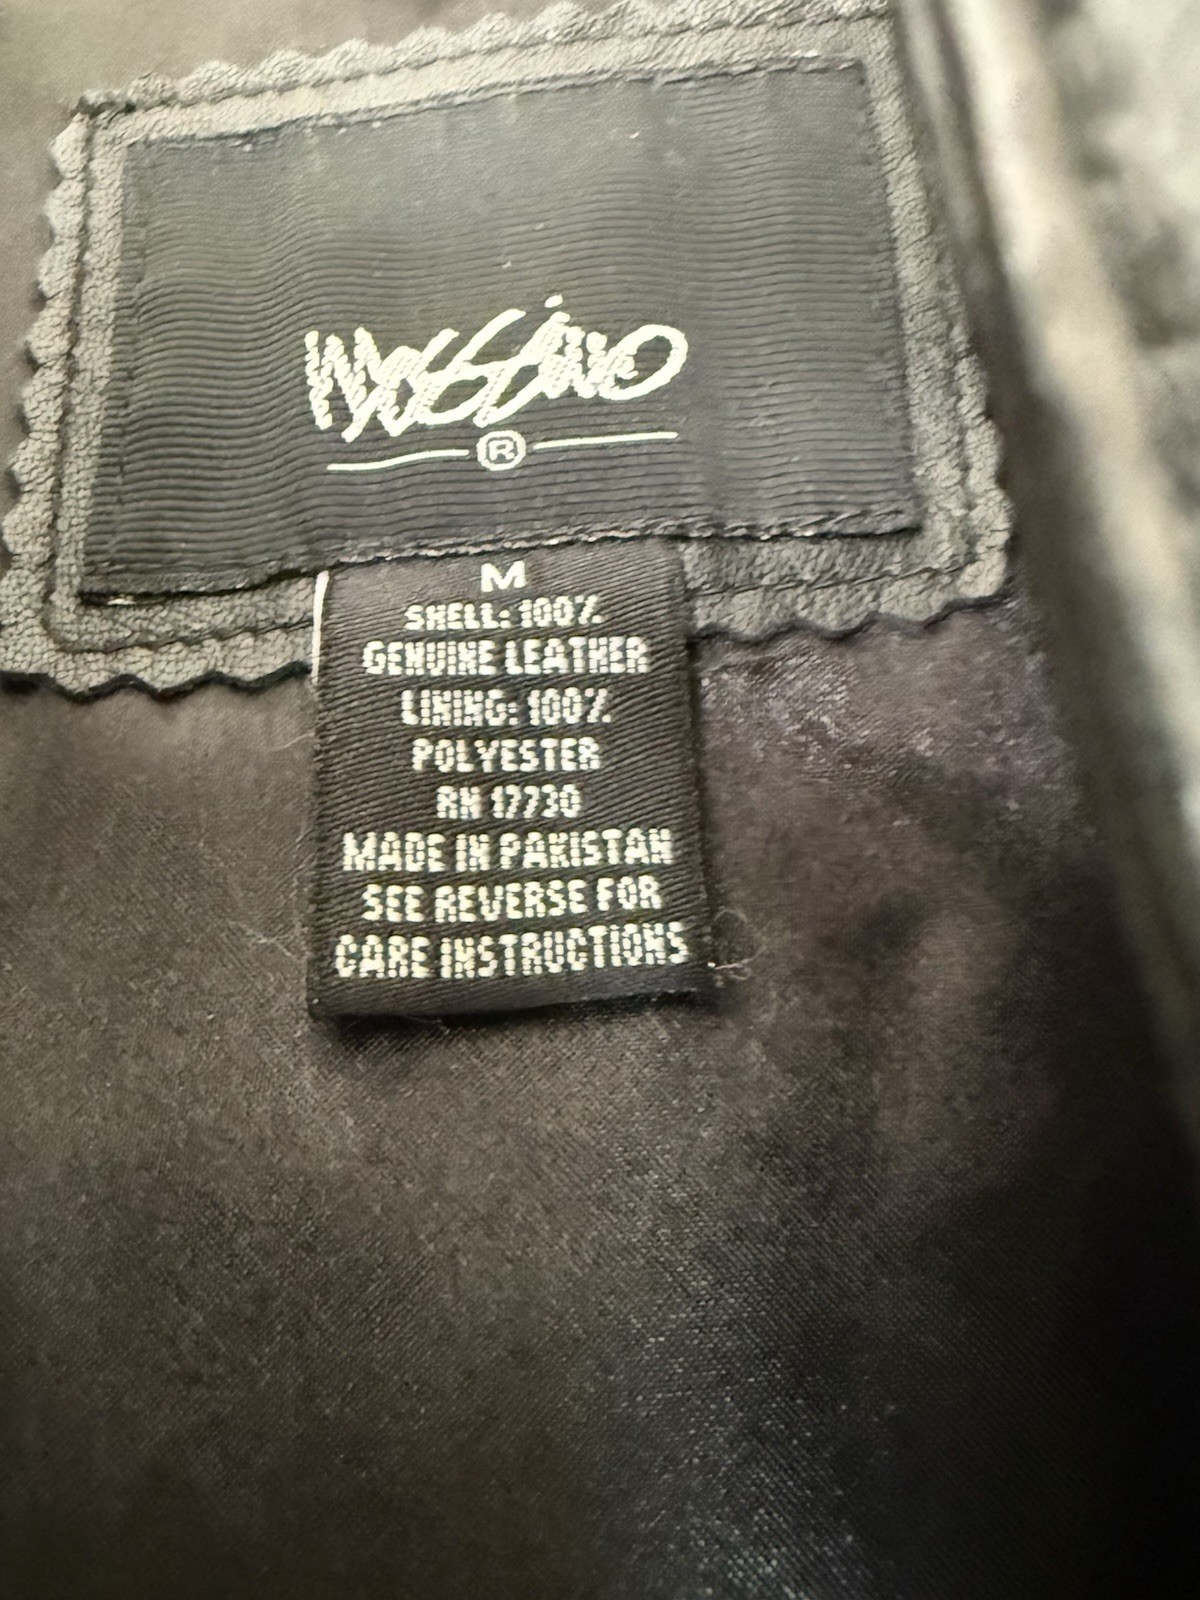 Mossimo
®
M
SHELL: 100%
GENUINE LEATHER
LINING: 100%
POLYESTER
RN 17730
MADE IN PAKISTAN
SEE REVERSE FOR
CARE INSTRUCTIONS